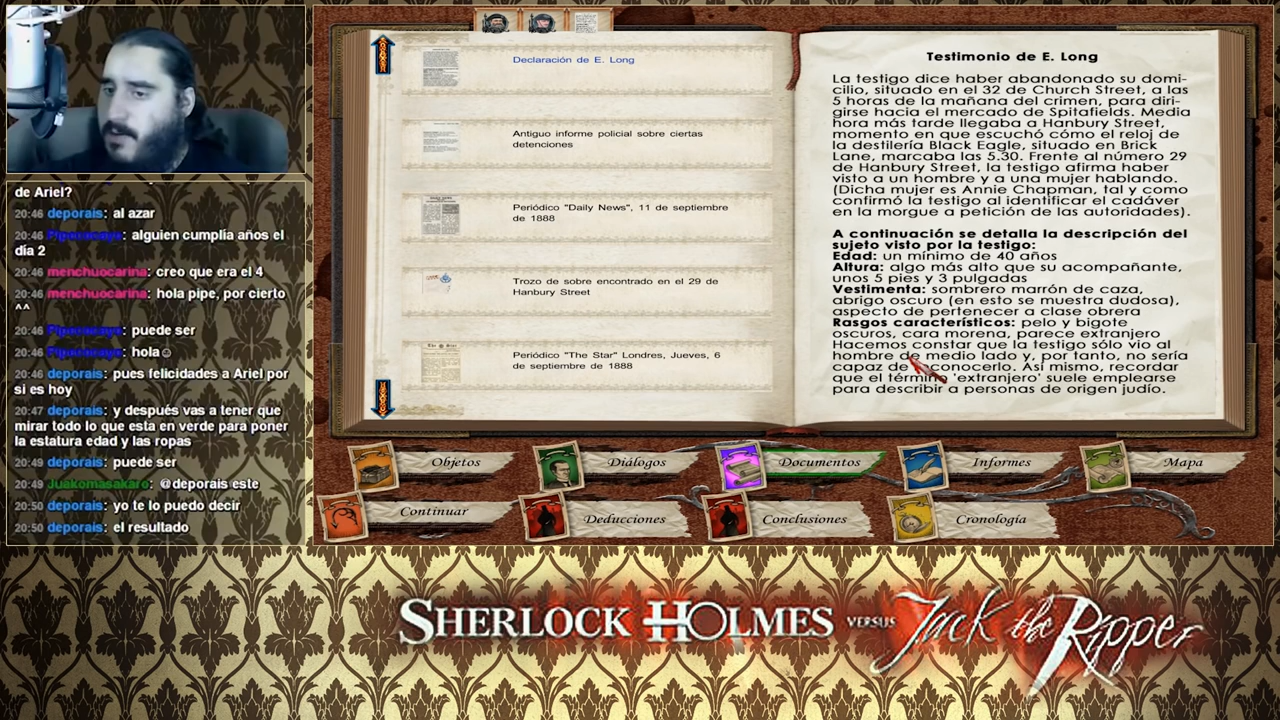 de Ariel?
20:46 deporais: al azar
20:46 Pipenacayo: alguien cumplía años el
día 2
20:46 menchuocarina: creo que era el 4
20:46 menchuocarina: hola pipe, por cierto
^^
20:46 puede ser
20:46 hola☺
20:46 deporais: pues felicidades a Ariel por
si es hoy
20:47 deporais: y después vas a tener que
mirar todo lo que esta en verde para poner
la estatura edad y las ropas
20:49 deporais: puede ser
20:49 Juakomasakaro: @deporais este
20:50 deporais: yo te lo puedo decir
20:50 deporais: el resultado
Declaración de E. Long
Antiguo informe policial sobre ciertas
detenciones
Periódico "Daily News", 11 de septiembre
de 1888
Trozo de sobre encontrado en el 29 de
Hanbury Street
Periódico "The Star" Londres, Jueves, 6
de septiembre de 1888
Testimonio de E. Long
La testigo dice haber abandonado su domi-
cilio, situado en el 32 de Church Street, a las
5 horas de la mañana del crimen, para diri-
girse hacia el mercado de Spitafields. Media
hora más tarde llegaba a Hanbury Street,
momento en que escuchó cómo el reloj de
la destilería Black Eagle, situado en Brick
Lane, marcaba las 5.30. Frente al número 29
de Hanbury Street, la testigo afirma haber
visto a un hombre y a una mujer hablando.
(Dicha mujer es Annie Chapman, tal y como
confirmó la testigo al identificar el cadáver
en la morgue a petición de las autoridades).
A continuación se detalla la descripción del
sujeto visto por la testigo:
Edad: un mínimo de 40 años
Altura: algo más alto que su acompañante,
unos 5 pies y 3 pulgadas
Vestimenta: sombrero marrón de caza,
abrigo oscuro (en esto se muestra dudosa),
aspecto de pertenecer a clase obrera
Rasgos característicos: pelo y bigote
oscuros, cara morena, parece extranjero
Hacemos constar que la testigo sólo vio al
hombre de medio lado y, por tanto, no sería
capaz de reconocerlo. Así mismo, recordar
que el término 'extranjero' suele emplearse
para describir a personas de origen judío.
Objetos
Diálogos
Documentos
Informes
Mapa
Continuar
Deducciones
Conclusiones
Cronología
SHERLOCK HOLMES VERSUS Jack the Ripper